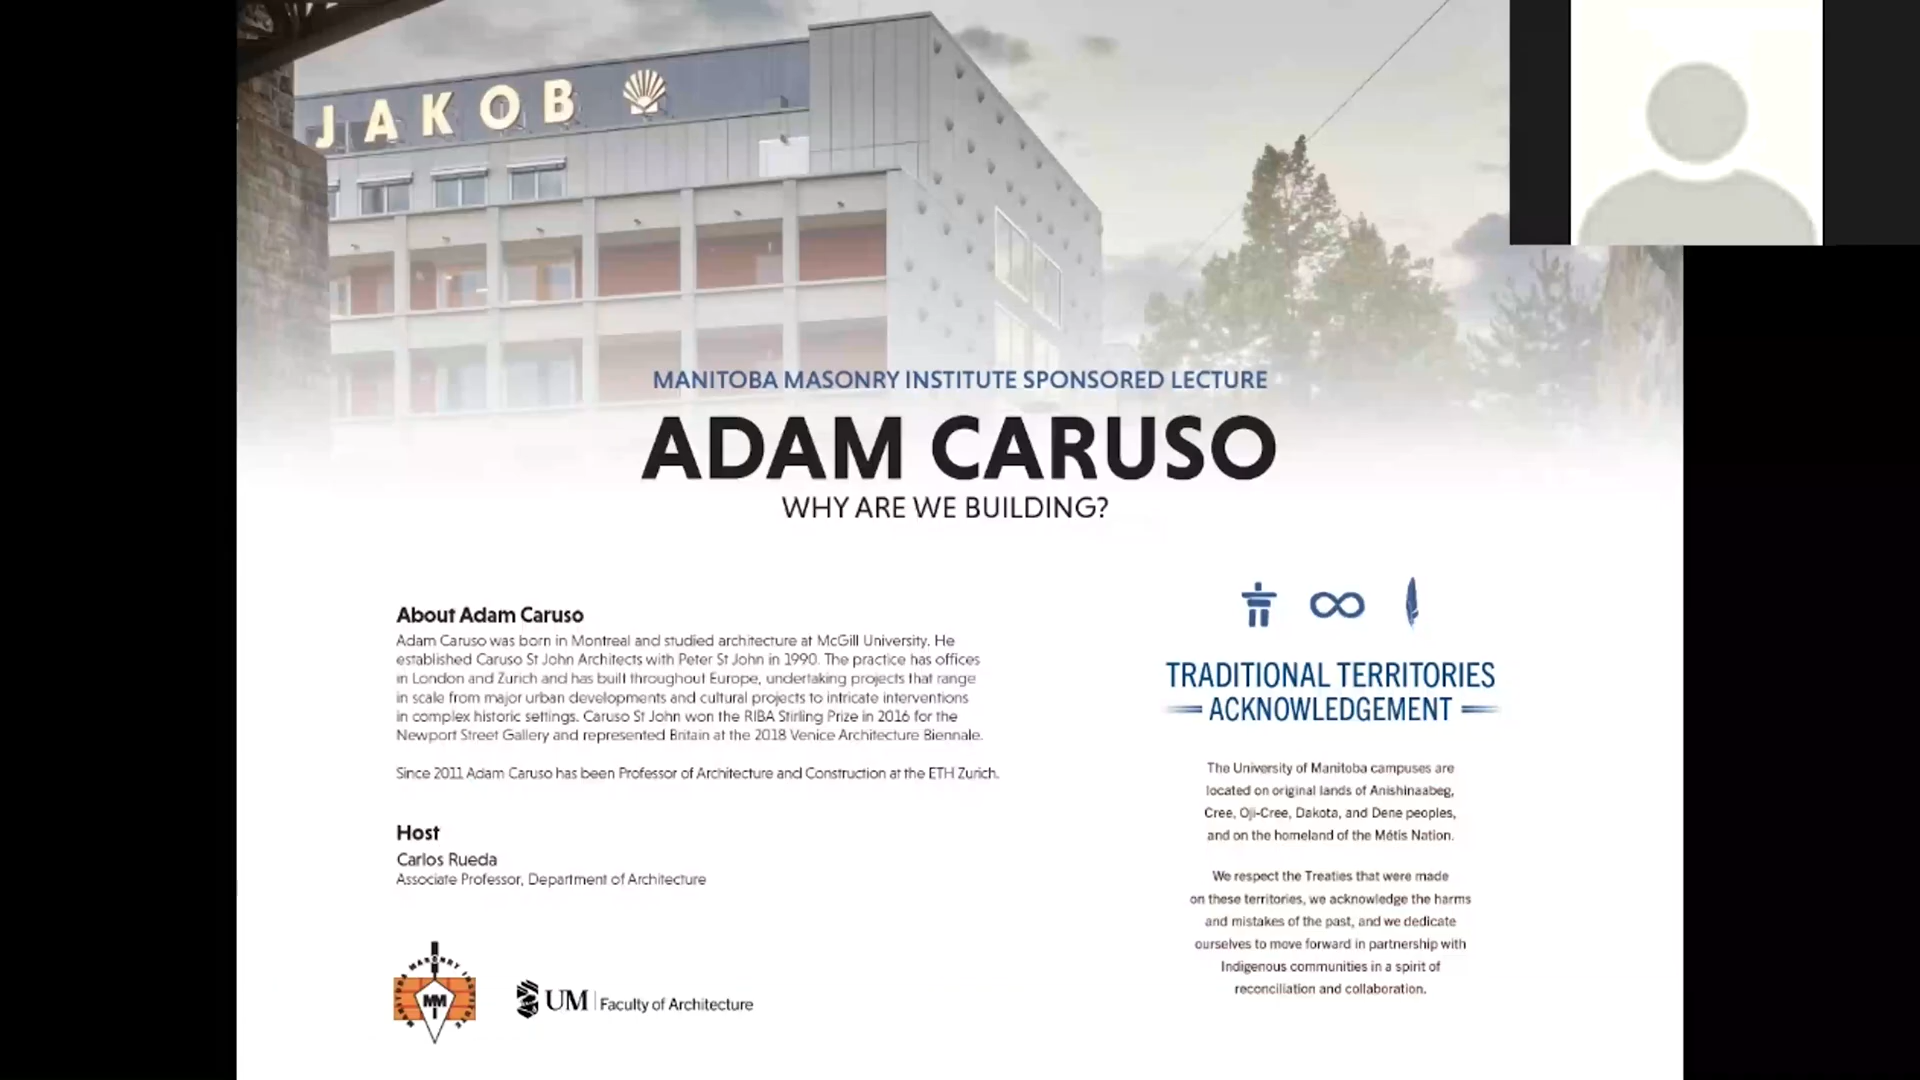 JAKOB
MANITOBA MASONRY INSTITUTE SPONSORED LECTURE
ADAM CARUSO
WHY ARE WE BUILDING?
About Adam Caruso
Adam Caruso was born in Montreal and studied architecture at McGill University. He
established Caruso St John Architects with Peter St John in 1990. The practice has offices
in London and Zurich and has built throughout Europe, undertaking projects that range
in scale from major urban developments and cultural projects to intricate interventions
in complex historic settings. Caruso St John won the RIBA Stirling Prize in 2016 for the
Newport Street Gallery and represented Britain at the 2018 Venice Architecture Biennale.
Since 2011 Adam Caruso has been Professor of Architecture and Construction at the ETH Zurich.
Host
Carlos Rueda
Associate Professor, Department of Architecture
MANITOBA MASONRY INSTITUTE
MM
UM Faculty of Architecture
TRADITIONAL TERRITORIES
ACKNOWLEDGEMENT
The University of Manitoba campuses are
located on original lands of Anishinaabeg,
Cree, Oji-Cree, Dakota, and Dene peoples,
and on the homeland of the Métis Nation.
We respect the Treaties that were made
on these territories, we acknowledge the harms
and mistakes of the past, and we dedicate
ourselves to move forward in partnership with
Indigenous communities in a spirit of
reconciliation and collaboration.